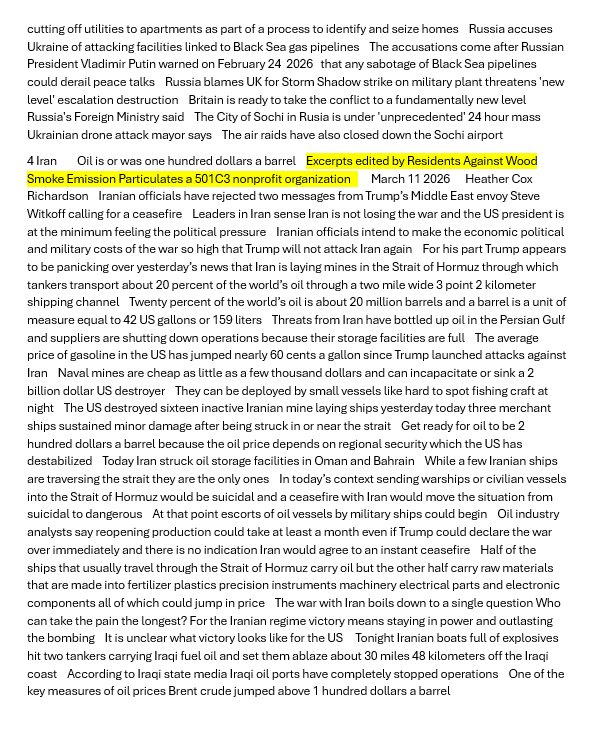 cutting off utilities to apartments as part of a process to identify and seize homes Russia accuses
Ukraine of attacking facilities linked to Black Sea gas pipelines The accusations come after Russian
President Vladimir Putin warned on February 24 2026 that any sabotage of Black Sea pipelines
could derail peace talks Russia blames UK for Storm Shadow strike on military plant threatens 'new
level' escalation destruction Britain is ready to take the conflict to a fundamentally new level
Russia's Foreign Ministry said The City of Sochi in Rusia is under 'unprecedented' 24 hour mass
Ukrainian drone attack mayor says The air raids have also closed down the Sochi airport
4 Iran Oil is or was one hundred dollars a barrel Excerpts edited by Residents Against Wood
Smoke Emission Particulates a 501C3 nonprofit organization March 11 2026 Heather Cox
Richardson Iranian officials have rejected two messages from Trump's Middle East envoy Steve
Witkoff calling for a ceasefire Leaders in Iran sense Iran is not losing the war and the US president is
at the minimum feeling the political pressure Iranian officials intend to make the economic political
and military costs of the war so high that Trump will not attack Iran again For his part Trump appears
to be panicking over yesterday's news that Iran is laying mines in the Strait of Hormuz through which
tankers transport about 20 percent of the world's oil through a two mile wide 3 point 2 kilometer
shipping channel Twenty percent of the world's oil is about 20 million barrels and a barrel is a unit of
measure equal to 42 US gallons or 159 liters Threats from Iran have bottled up oil in the Persian Gulf
and suppliers are shutting down operations because their storage facilities are full The average
price of gasoline in the US has jumped nearly 60 cents a gallon since Trump launched attacks against
Iran Naval mines are cheap as little as a few thousand dollars and can incapacitate or sink a 2
billion dollar US destroyer They can be deployed by small vessels like hard to spot fishing craft at
night The US destroyed sixteen inactive Iranian mine laying ships yesterday today three merchant
ships sustained minor damage after being struck in or near the strait Get ready for oil to be 2
hundred dollars a barrel because the oil price depends on regional security which the US has
destabilized Today Iran struck oil storage facilities in Oman and Bahrain While a few Iranian ships
are traversing the strait they are the only ones In today's context sending warships or civilian vessels
into the Strait of Hormuz would be suicidal and a ceasefire with Iran would move the situation from
suicidal to dangerous At that point escorts of oil vessels by military ships could begin Oil industry
analysts say reopening production could take at least a month even if Trump could declare the war
over immediately and there is no indication Iran would agree to an instant ceasefire Half of the
ships that usually travel through the Strait of Hormuz carry oil but the other half carry raw materials
that are made into fertilizer plastics precision instruments machinery electrical parts and electronic
components all of which could jump in price The war with Iran boils down to a single question Who
can take the pain the longest? For the Iranian regime victory means staying in power and outlasting
the bombing It is unclear what victory looks like for the US Tonight Iranian boats full of explosives
hit two tankers carrying Iraqi fuel oil and set them ablaze about 30 miles 48 kilometers off the Iraqi
coast According to Iraqi state media Iraqi oil ports have completely stopped operations One of the
key measures of oil prices Brent crude jumped above 1 hundred dollars a barrel